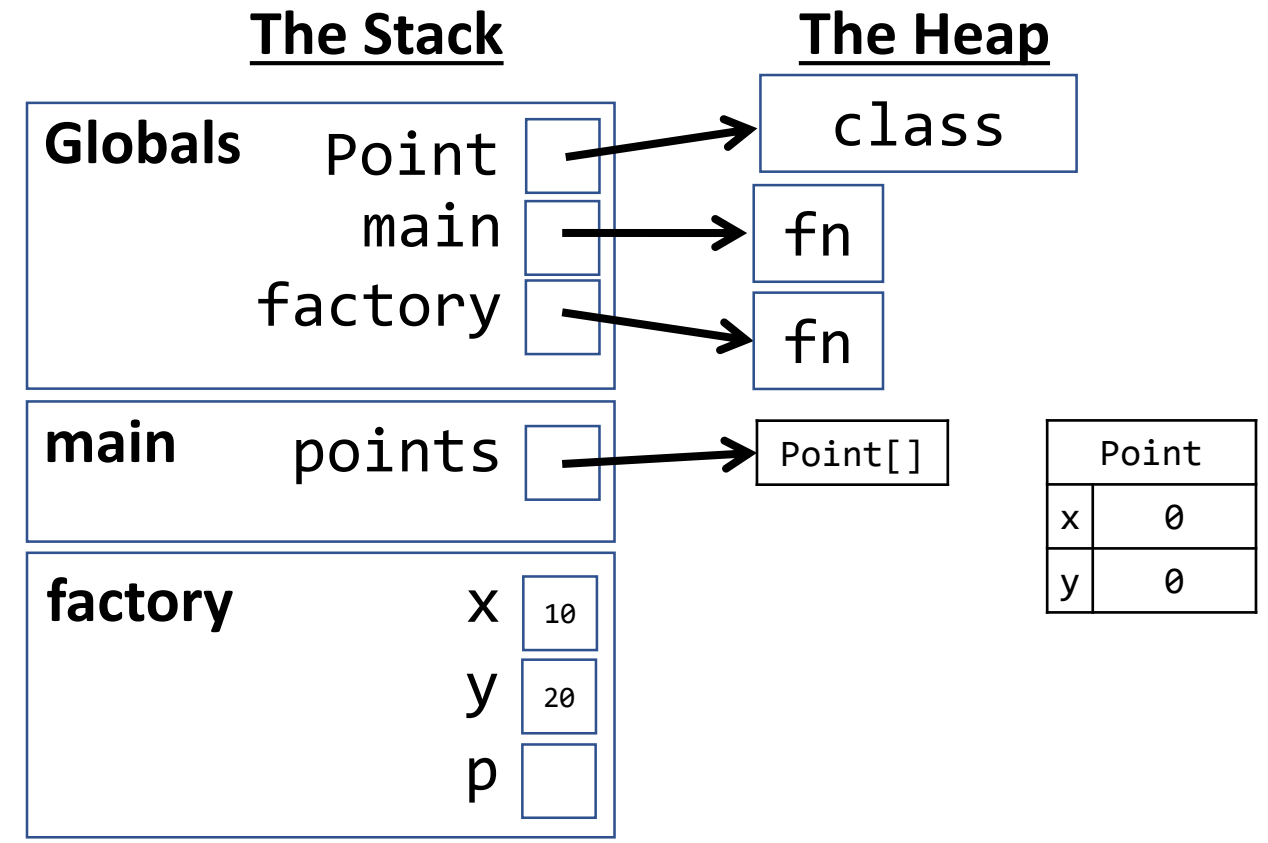 The Stack
The Heap
Globals
Point
class
main
fn
factory
fn
main
points
Point[]
Point
x 0
y 0
factory
x 10
y 20
p